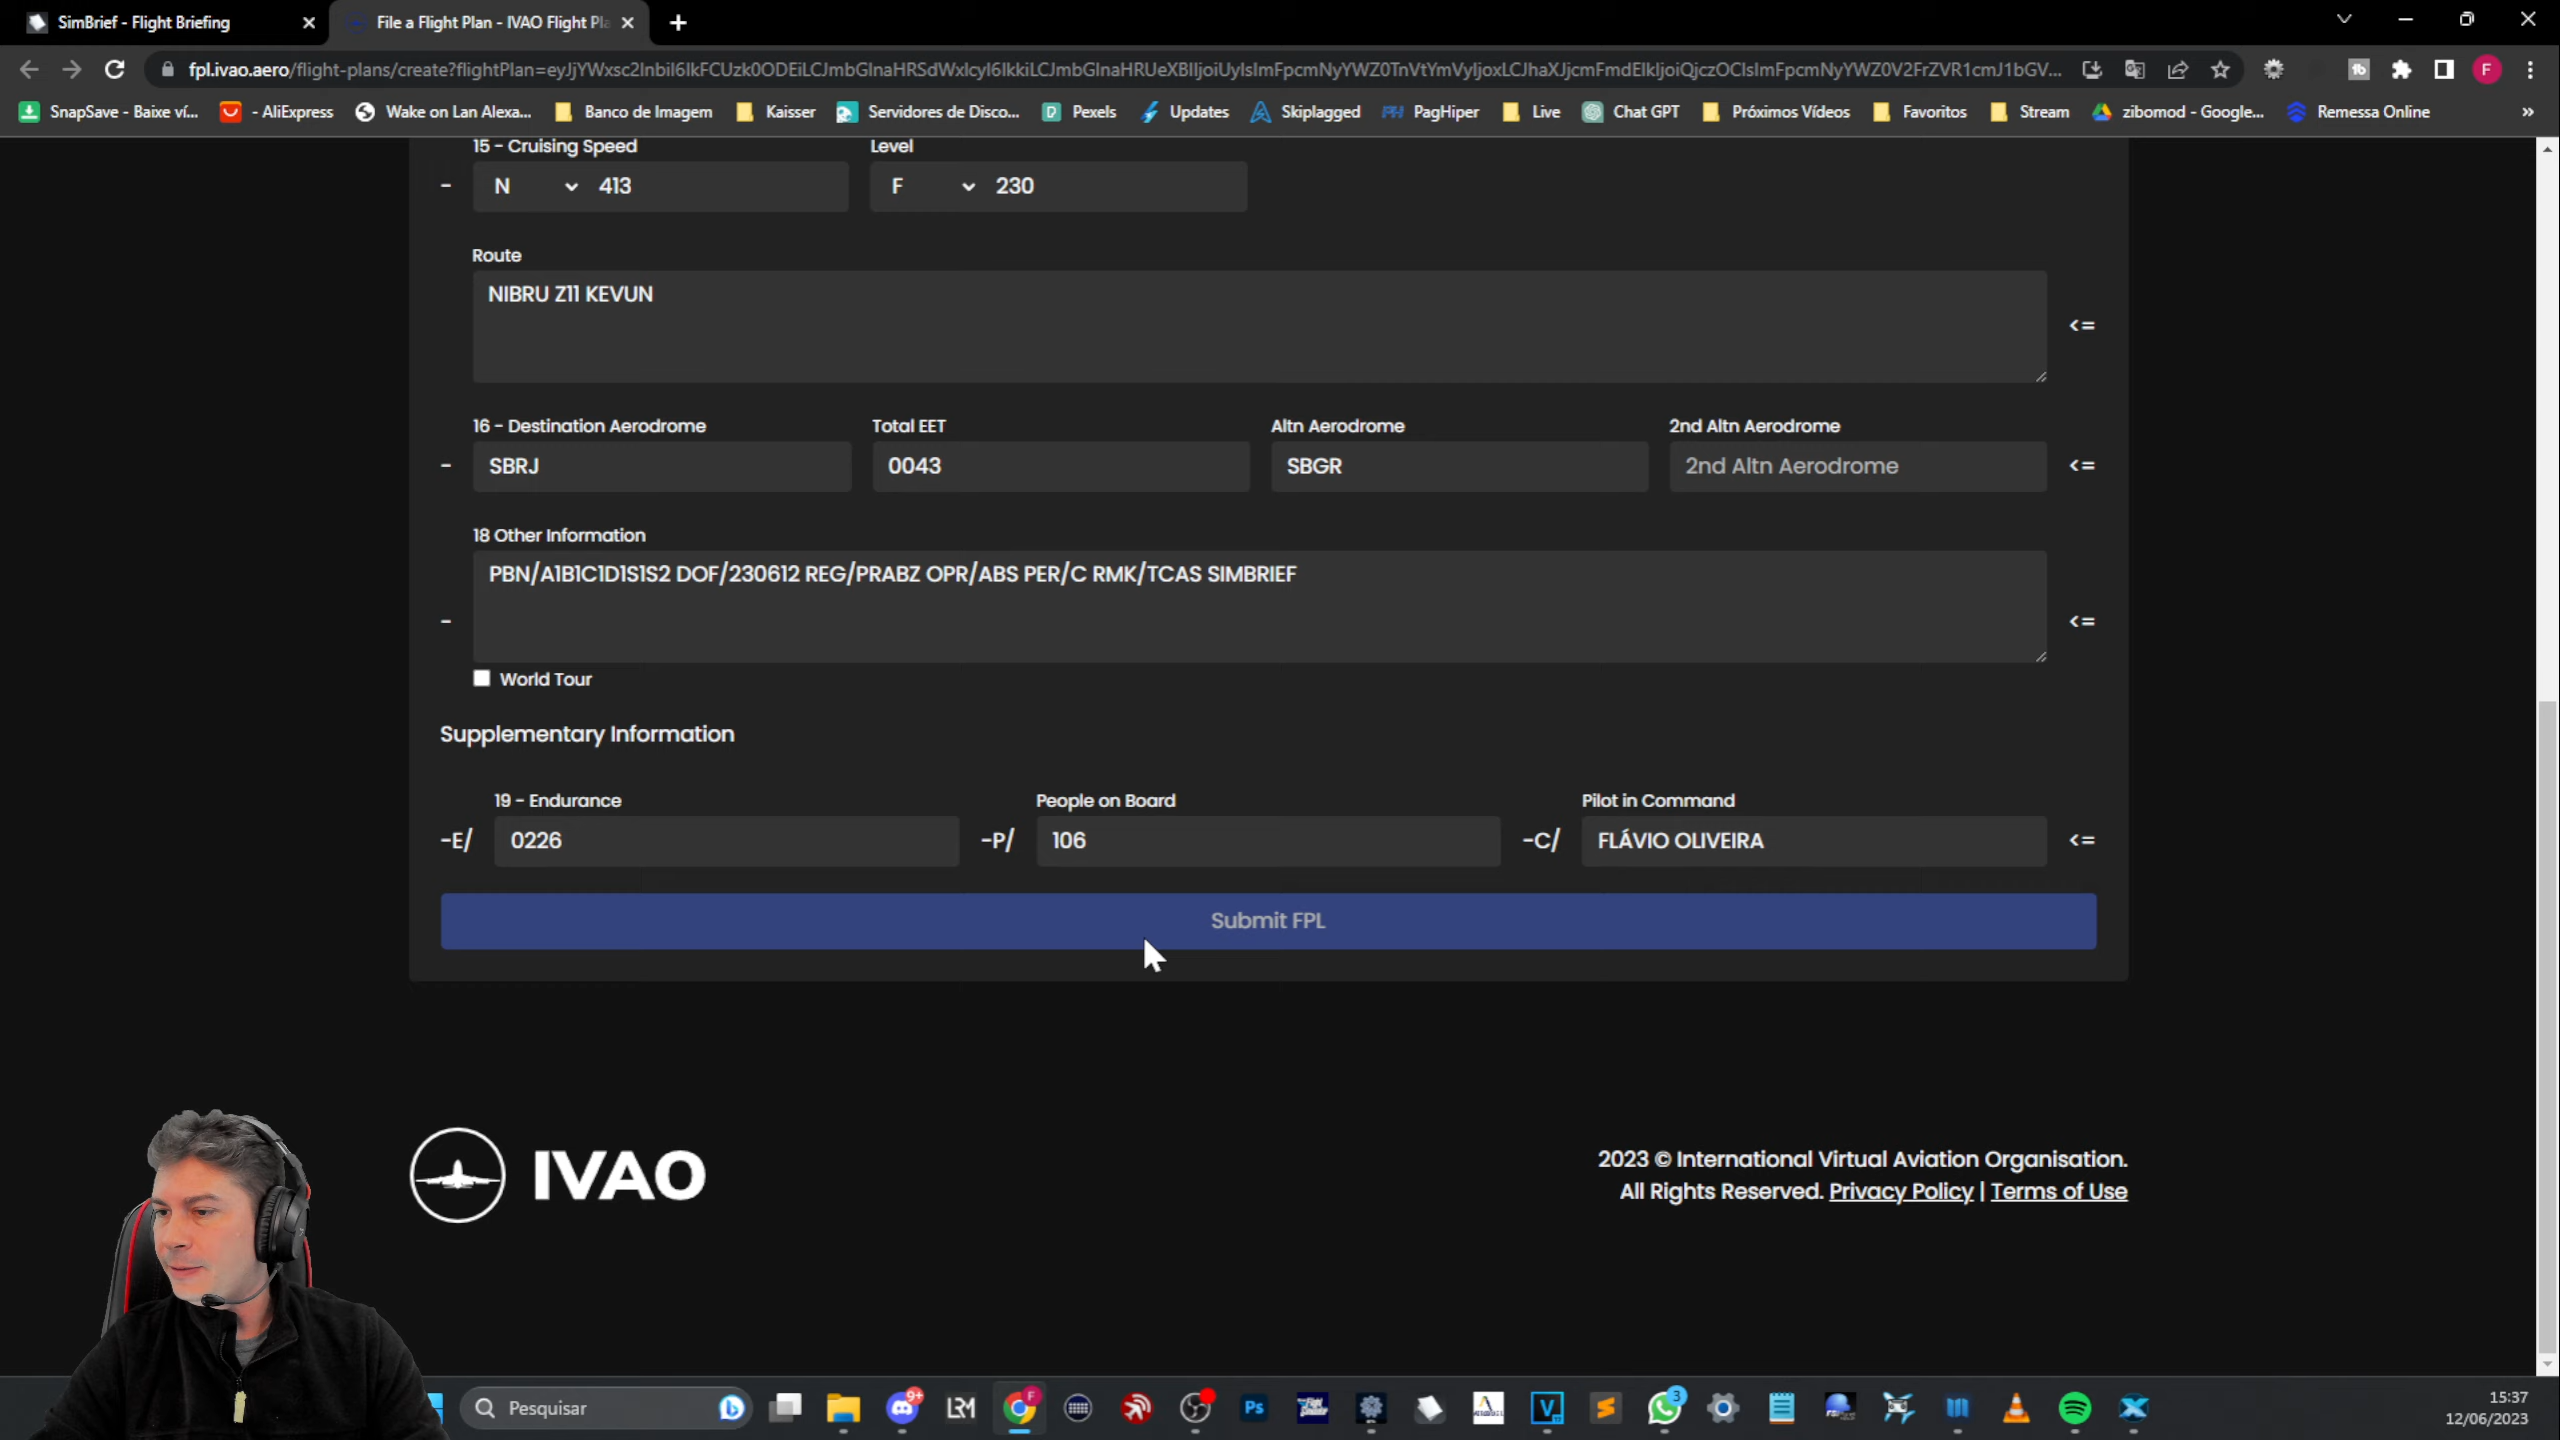 SimBrief - Flight Briefing
File a Flight Plan - IVAO Flight Pla
fpl.ivao.aero
SnapSave - Baixe ví...
- AliExpress
Wake on Lan Alexa...
Banco de Imagem
Kaisser
Servidores de Disco...
Pexels
Updates
Skiplagged
PagHiper
Live
Chat GPT
Próximos Vídeos
Favoritos
Stream
zibomod - Google...
Remessa Online
»
15 - Cruising Speed
Level
- N 413
F 230
Route
NIBRU Z11 KEVUN
<=
16 - Destination Aerodrome
Total EET
Altn Aerodrome
2nd Altn Aerodrome
- SBRJ
0043
SBGR
2nd Altn Aerodrome
<=
18 Other Information
PBN/A1B1C1D1S1S2 DOF/230612 REG/PRABZ OPR/ABS PER/C RMK/TCAS SIMBRIEF
- <=
World Tour
Supplementary Information
19 - Endurance
People on Board
Pilot in Command
-E/ 0226
-P/ 106
-C/ FLÁVIO OLIVEIRA
<=
Submit FPL
IVAO
2023 © International Virtual Aviation Organisation.
All Rights Reserved. Privacy Policy | Terms of Use
Pesquisar
9+
LRM
F
Ps
3
15:37
12/06/2023